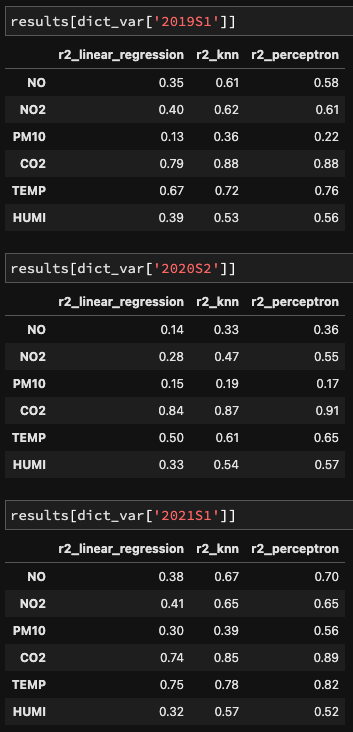 results[dict_var['2019S1']]
r2_linear_regression r2_knn r2_perceptron
NO 0.35 0.61 0.58
NO2 0.40 0.62 0.61
PM10 0.13 0.36 0.22
CO2 0.79 0.88 0.88
TEMP 0.67 0.72 0.76
HUMI 0.39 0.53 0.56
results[dict_var['2020S2']]
r2_linear_regression r2_knn r2_perceptron
NO 0.14 0.33 0.36
NO2 0.28 0.47 0.55
PM10 0.15 0.19 0.17
CO2 0.84 0.87 0.91
TEMP 0.50 0.61 0.65
HUMI 0.33 0.54 0.57
results[dict_var['2021S1']]
r2_linear_regression r2_knn r2_perceptron
NO 0.38 0.67 0.70
NO2 0.41 0.65 0.65
PM10 0.30 0.39 0.56
CO2 0.74 0.85 0.89
TEMP 0.75 0.78 0.82
HUMI 0.32 0.57 0.52